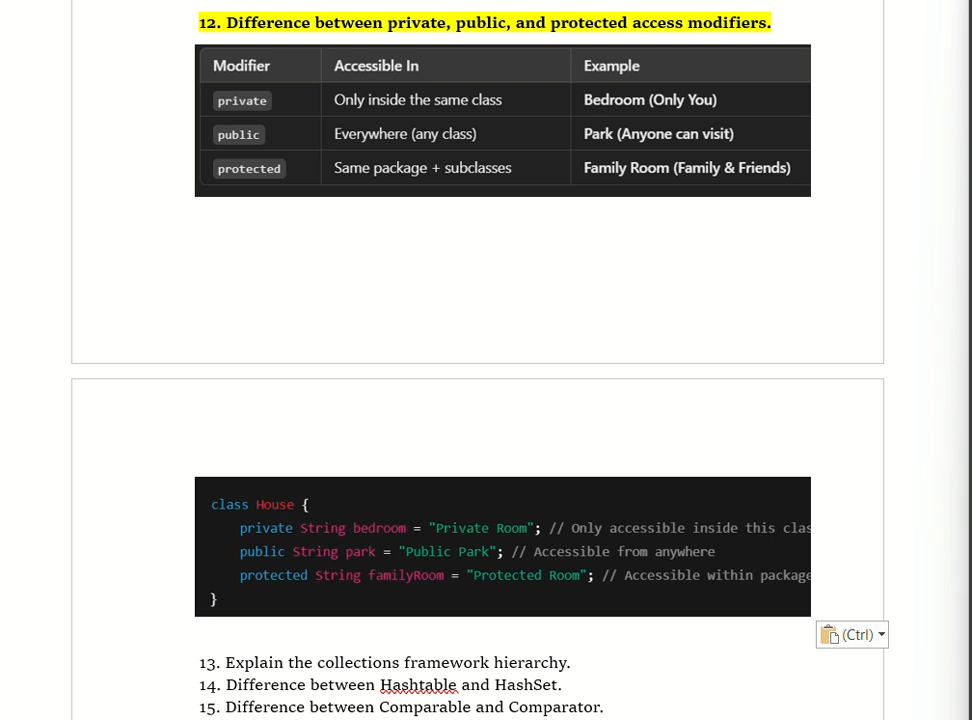 12. Difference between private, public, and protected access modifiers.
Modifier Accessible In Example
private Only inside the same class Bedroom (Only You)
public Everywhere (any class) Park (Anyone can visit)
protected Same package + subclasses Family Room (Family & Friends)
class House {
private String bedroom = "Private Room"; // Only accessible inside this clas
public String park = "Public Park"; // Accessible from anywhere
protected String familyRoom = "Protected Room"; // Accessible within package
}
(Ctrl)
13. Explain the collections framework hierarchy.
14. Difference between Hashtable and HashSet.
15. Difference between Comparable and Comparator.